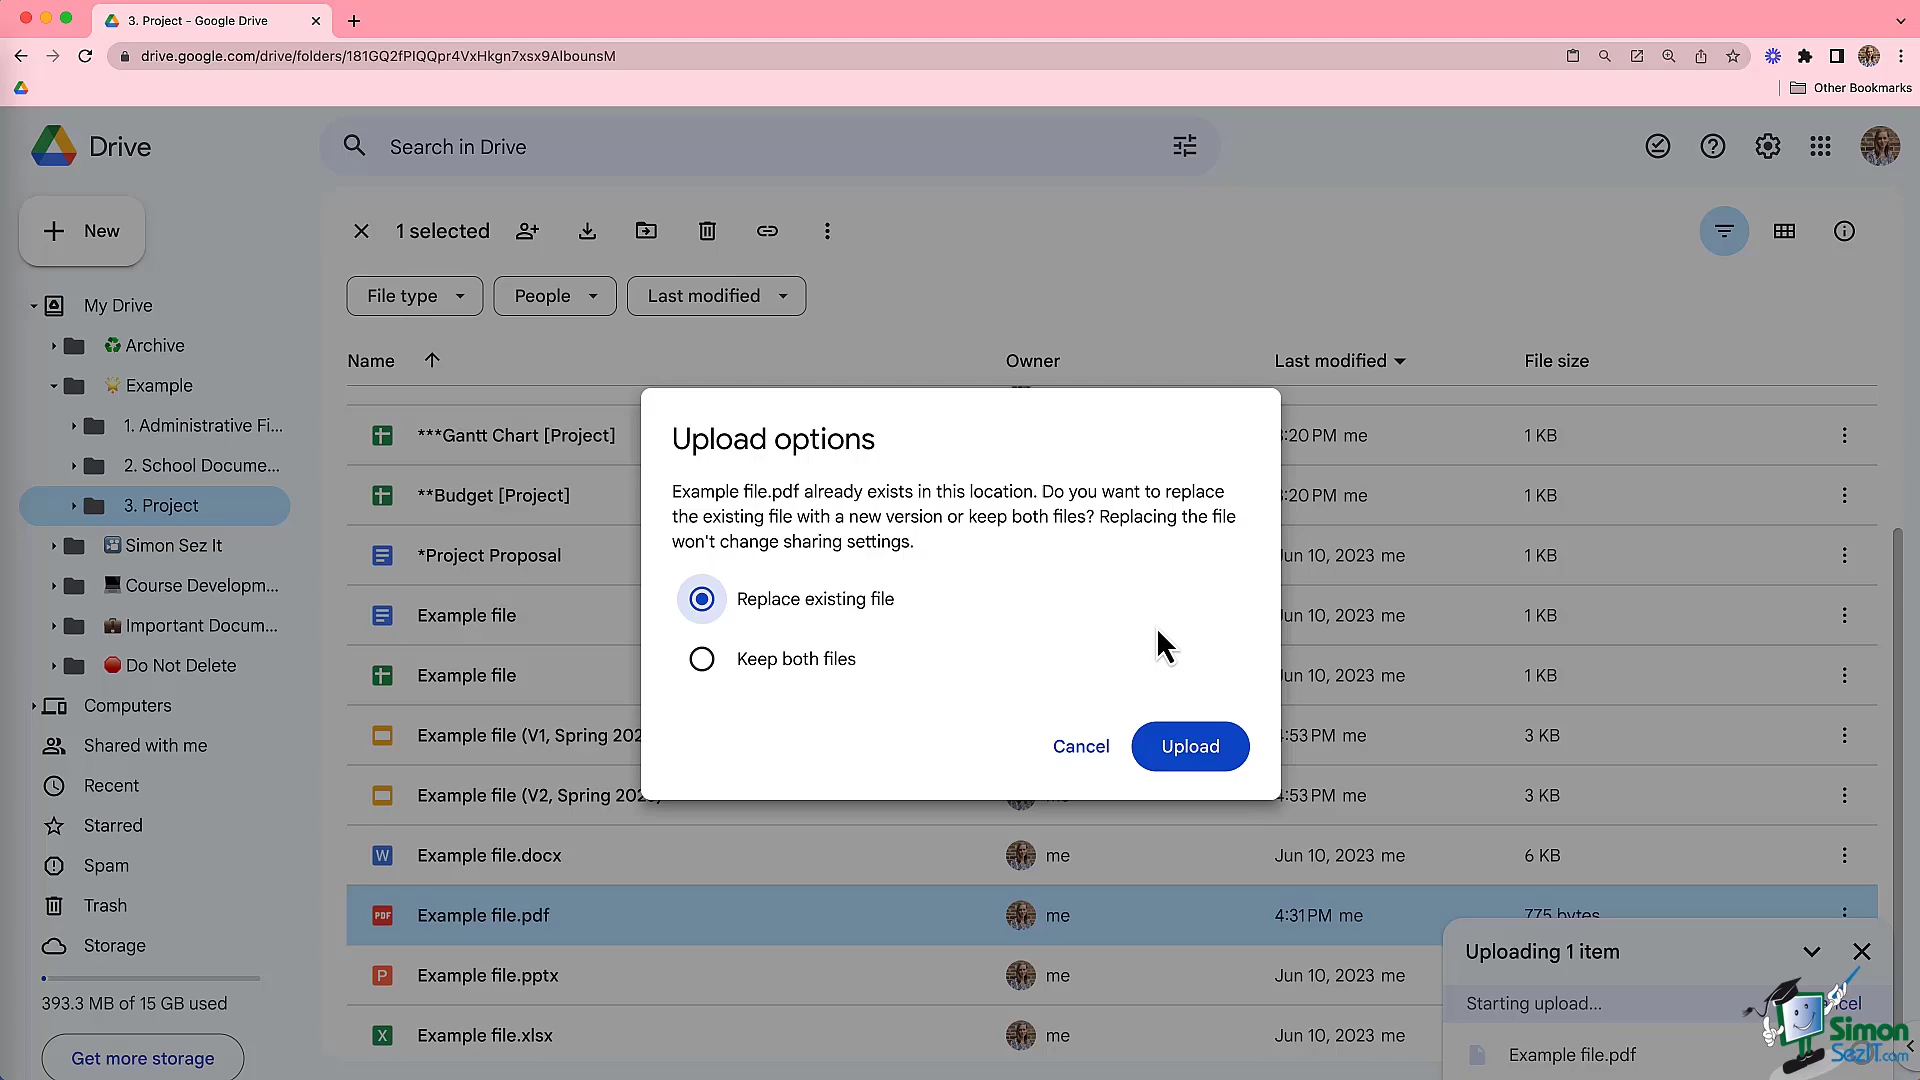 3. Project - Google Drive
drive.google.com/drive/folders/181GQ2fPIQQpr4VxHkgn7xsx9AlbounsM
Other Bookmarks
Drive
Search in Drive
New
1 selected
File type
People
Last modified
My Drive
Archive
Example
1. Administrative Fi...
2. School Docume...
3. Project
Simon Sez It
Course Developm...
Important Docum...
Do Not Delete
Computers
Shared with me
Recent
Starred
Spam
Trash
Storage
393.3 MB of 15 GB used
Get more storage
Name Owner Last modified File size
***Gantt Chart [Project] :20 PM me 1 KB
**Budget [Project] :20 PM me 1 KB
*Project Proposal Jun 10, 2023 me 1 KB
Example file Jun 10, 2023 me 1 KB
Example file Jun 10, 2023 me 1 KB
Example file (V1, Spring 202 :53 PM me 3 KB
Example file (V2, Spring 202 me 4:53 PM me 3 KB
Example file.docx me Jun 10, 2023 me 6 KB
PDF Example file.pdf me 4:31 PM me 775 bytes
Example file.pptx me Jun 10, 2023 me
Example file.xlsx me Jun 10, 2023 me
Upload options
Example file.pdf already exists in this location. Do you want to replace
the existing file with a new version or keep both files? Replacing the file
won't change sharing settings.
Replace existing file
Keep both files
Cancel
Upload
Uploading 1 item
Starting upload...
Example file.pdf
Simon
SezIT.com